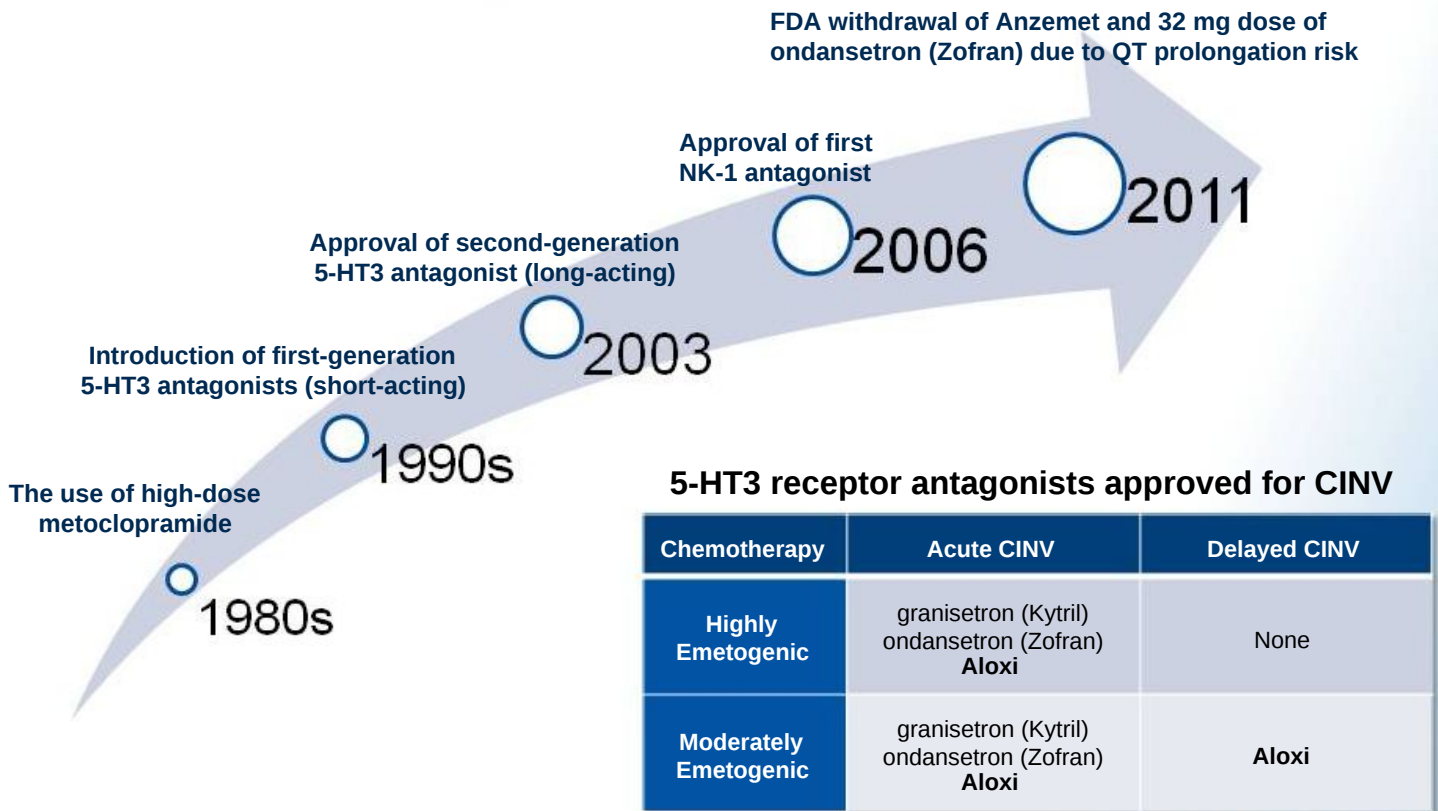 FDA withdrawal of Anzemet and 32 mg dose of
ondansetron (Zofran) due to QT prolongation risk
2011
Approval of first
NK-1 antagonist
2006
Approval of second-generation
5-HT3 antagonist (long-acting)
2003
Introduction of first-generation
5-HT3 antagonists (short-acting)
1990s
The use of high-dose
metoclopramide
1980s
5-HT3 receptor antagonists approved for CINV
Chemotherapy Acute CINV Delayed CINV
Highly
Emetogenic
granisetron (Kytril)
ondansetron (Zofran)
Aloxi
None
Moderately
Emetogenic
granisetron (Kytril)
ondansetron (Zofran)
Aloxi
Aloxi